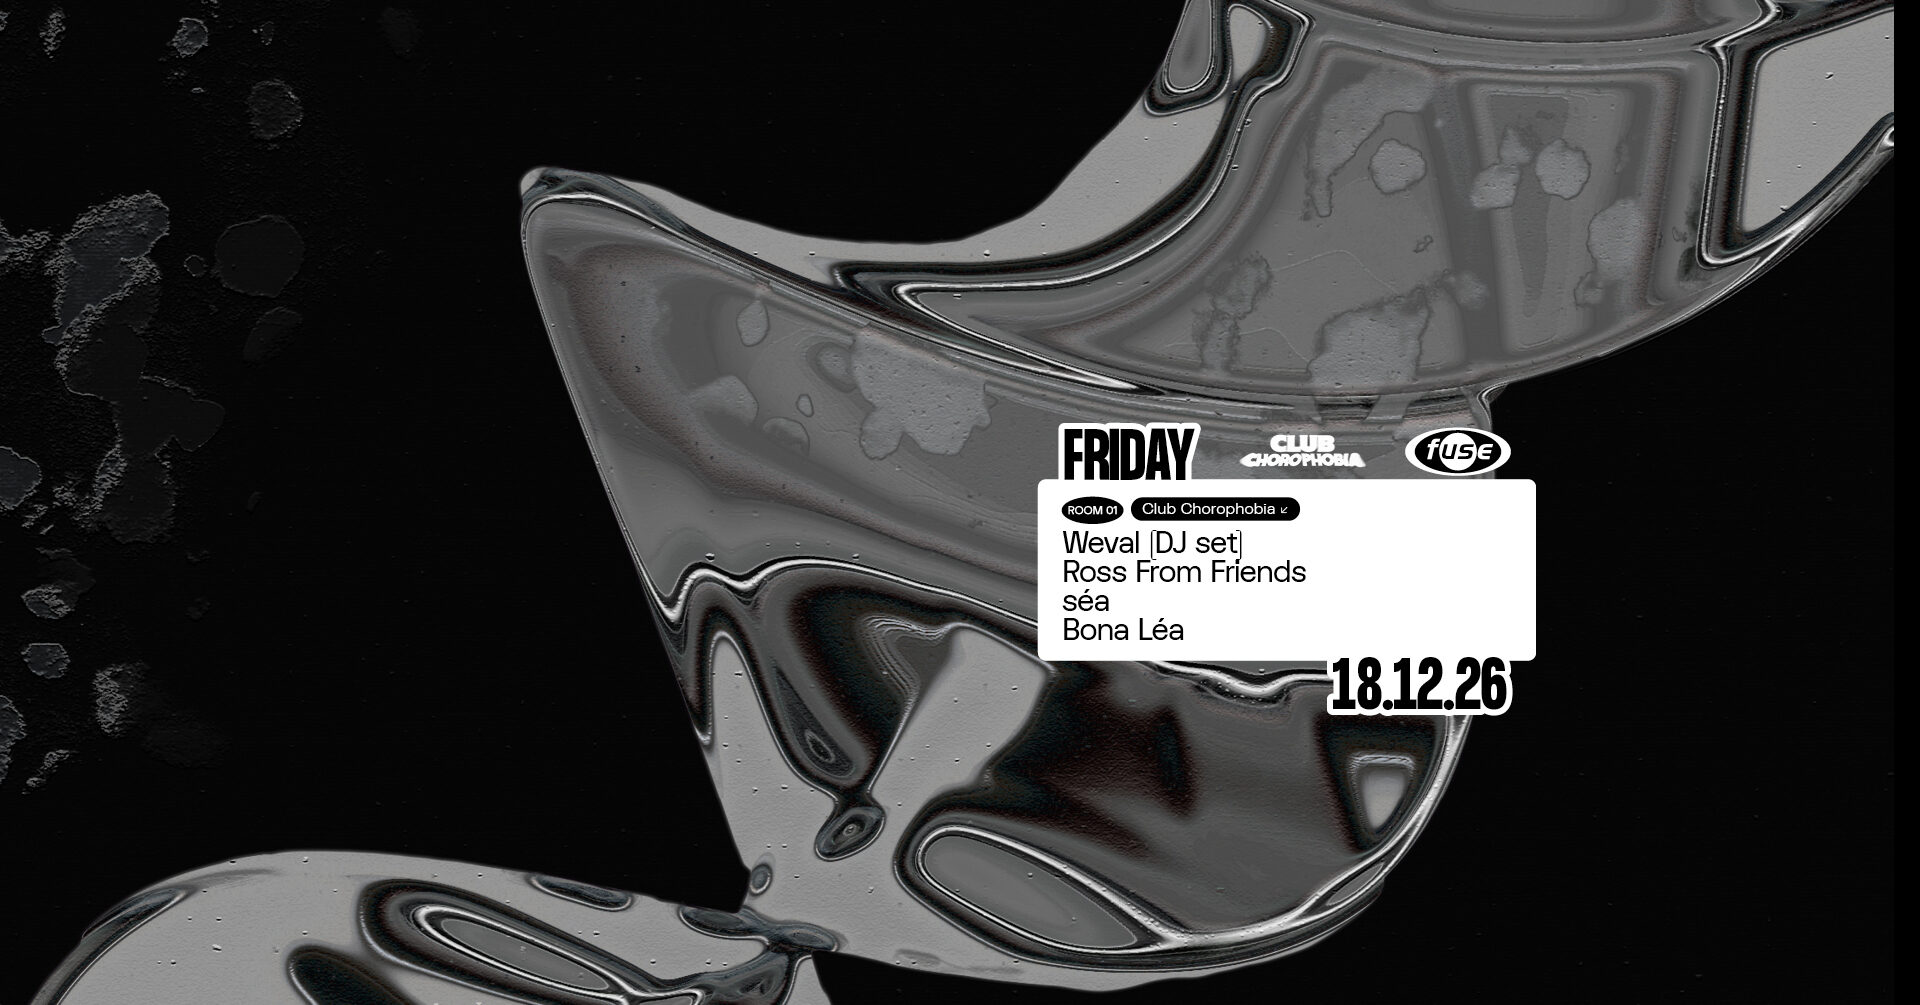 FRIDAY
CLUB
CHOROPHOBIA
fuse
ROOM 01
Club Chorophobia ↙
Weval (DJ set)
Ross From Friends
séa
Bona Léa
18.12.26